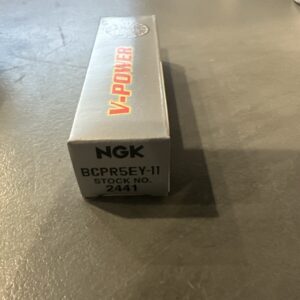 V-POWER
NGK
BCPR5EY-11
STOCK NO.
2441